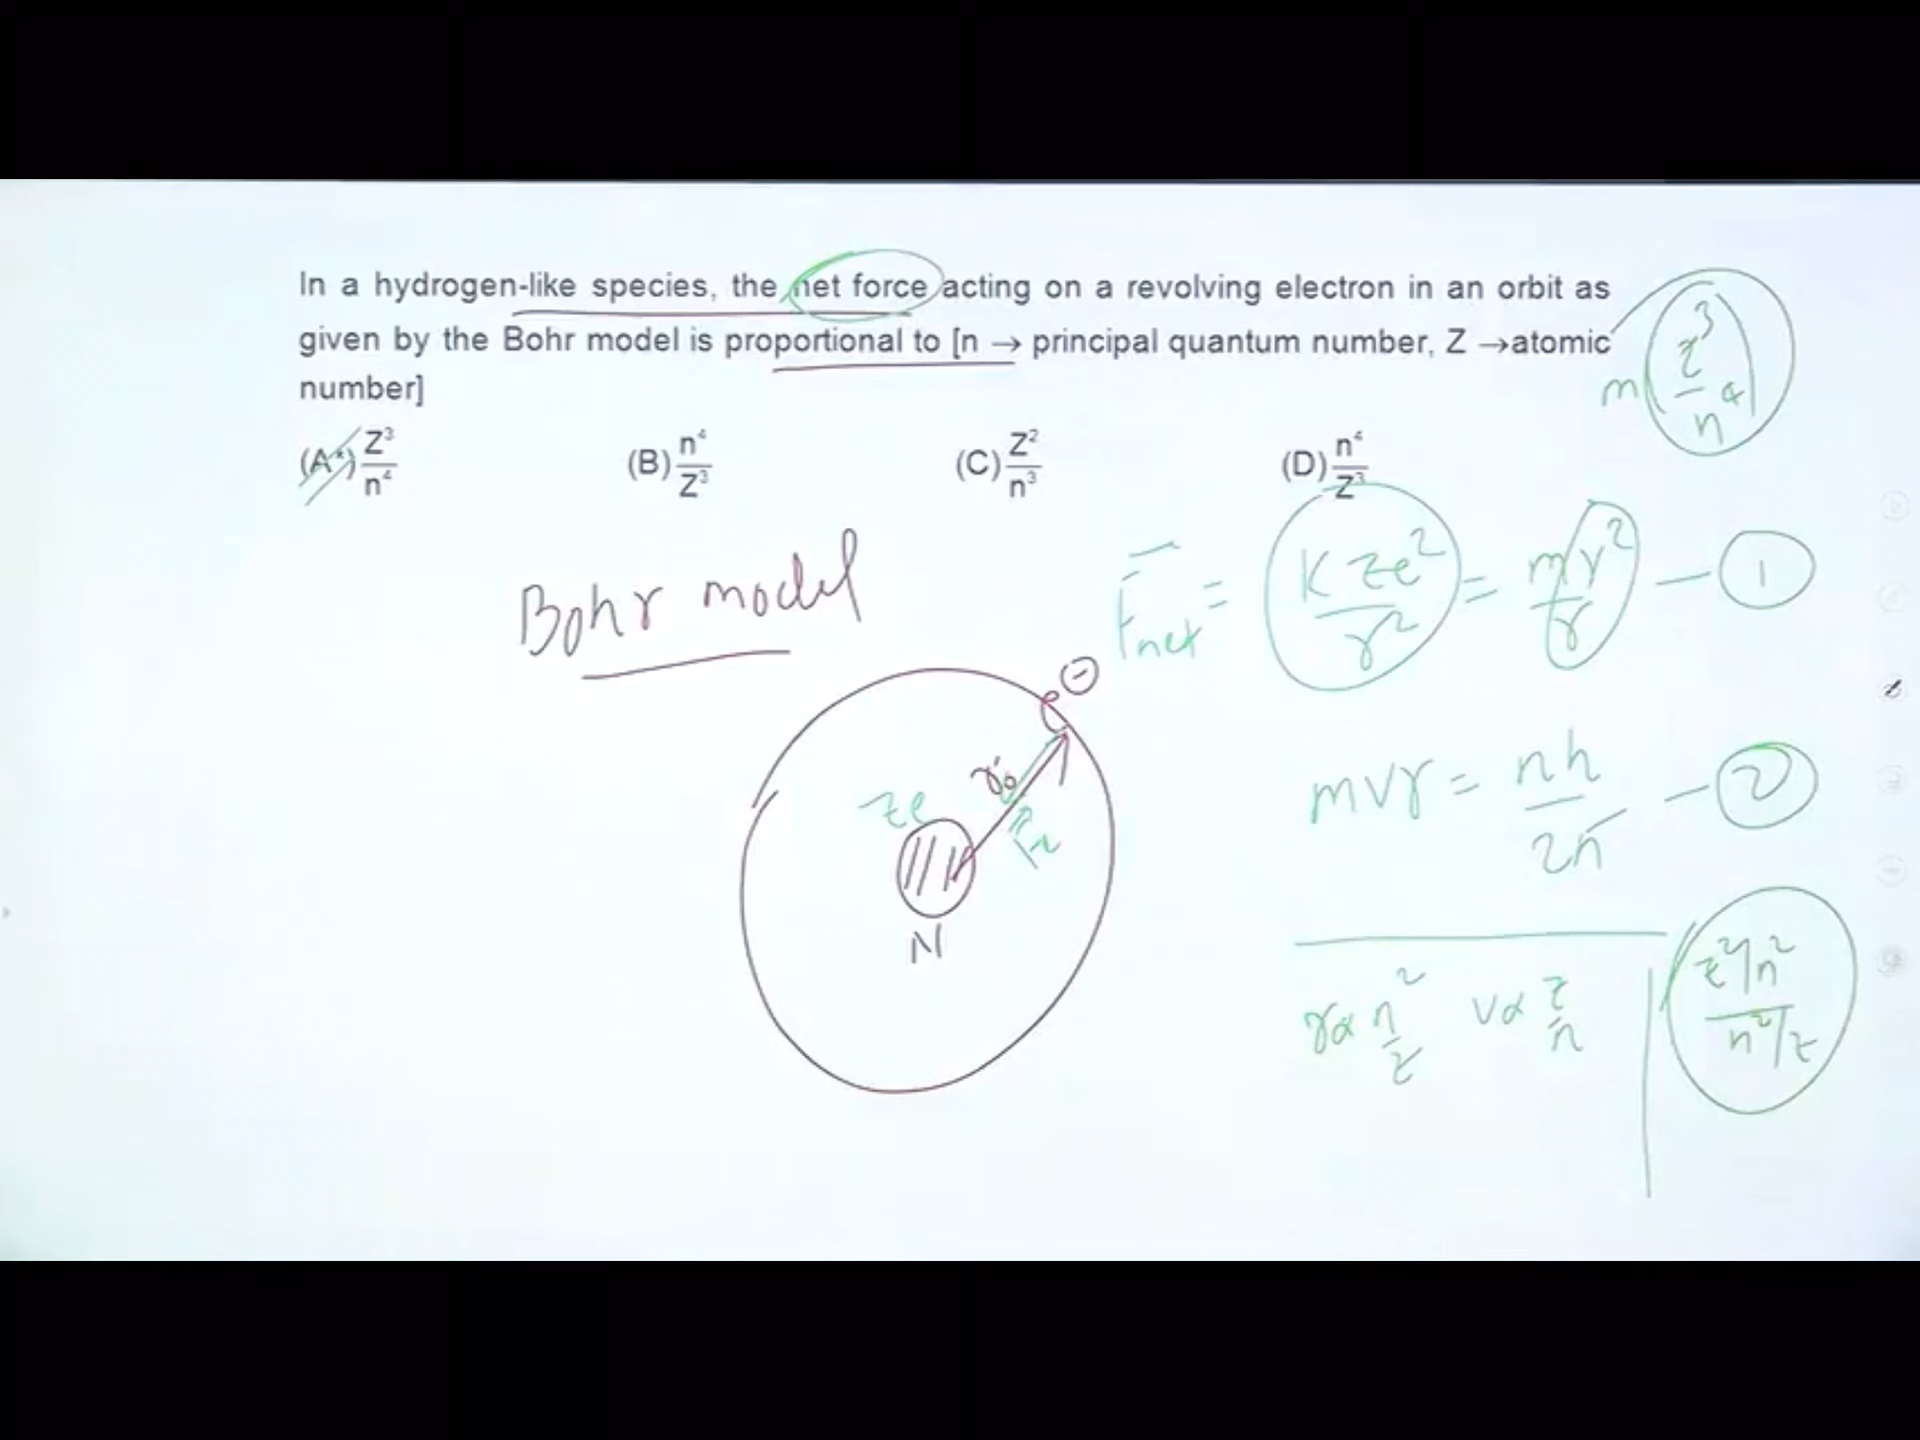 In a hydrogen-like species, the net force acting on a revolving electron in an orbit as
given by the Bohr model is proportional to [n → principal quantum number, Z →atomic
number]
m (z³/n⁴)
(A*) Z³/n⁴ (B) n⁴/Z³ (C) Z²/n³ (D) n⁴/Z³
Bohr model
Fnet = KZe²/r² = mv²/r — 1
mvr = nh/2π — 2
r∝ n²/z v∝ z/n
z²/n² / n²/z
Ze
N